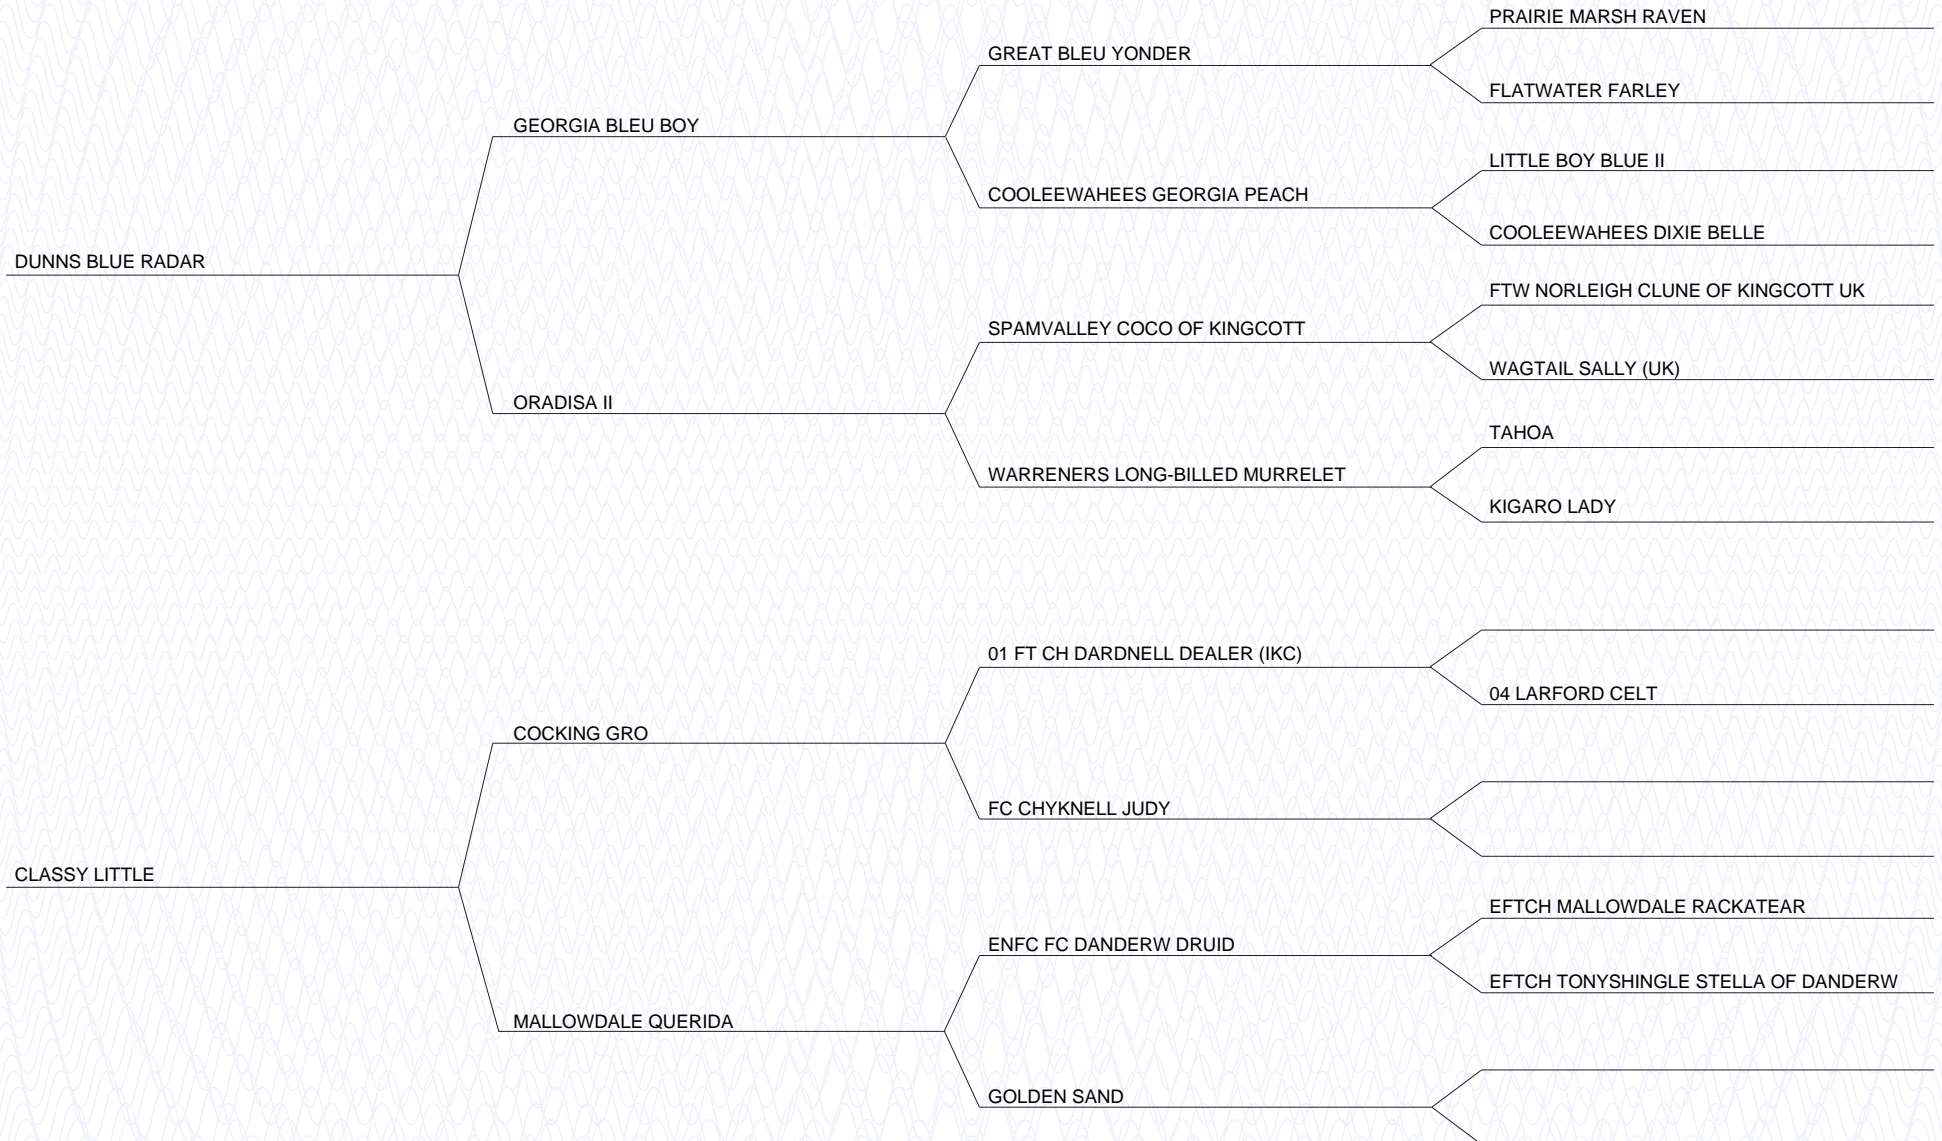 PRAIRIE MARSH RAVEN
GREAT BLEU YONDER
FLATWATER FARLEY
GEORGIA BLEU BOY
LITTLE BOY BLUE II
COOLEEWAHEES GEORGIA PEACH
COOLEEWAHEES DIXIE BELLE
DUNNS BLUE RADAR
FTW NORLEIGH CLUNE OF KINGCOTT UK
SPAMVALLEY COCO OF KINGCOTT
WAGTAIL SALLY (UK)
ORADISA II
TAHOA
WARRENERS LONG-BILLED MURRELET
KIGARO LADY
01 FT CH DARDNELL DEALER (IKC)
04 LARFORD CELT
COCKING GRO
FC CHYKNELL JUDY
CLASSY LITTLE
EFTCH MALLOWDALE RACKATEAR
ENFC FC DANDERW DRUID
EFTCH TONYSHINGLE STELLA OF DANDERW
MALLOWDALE QUERIDA
GOLDEN SAND